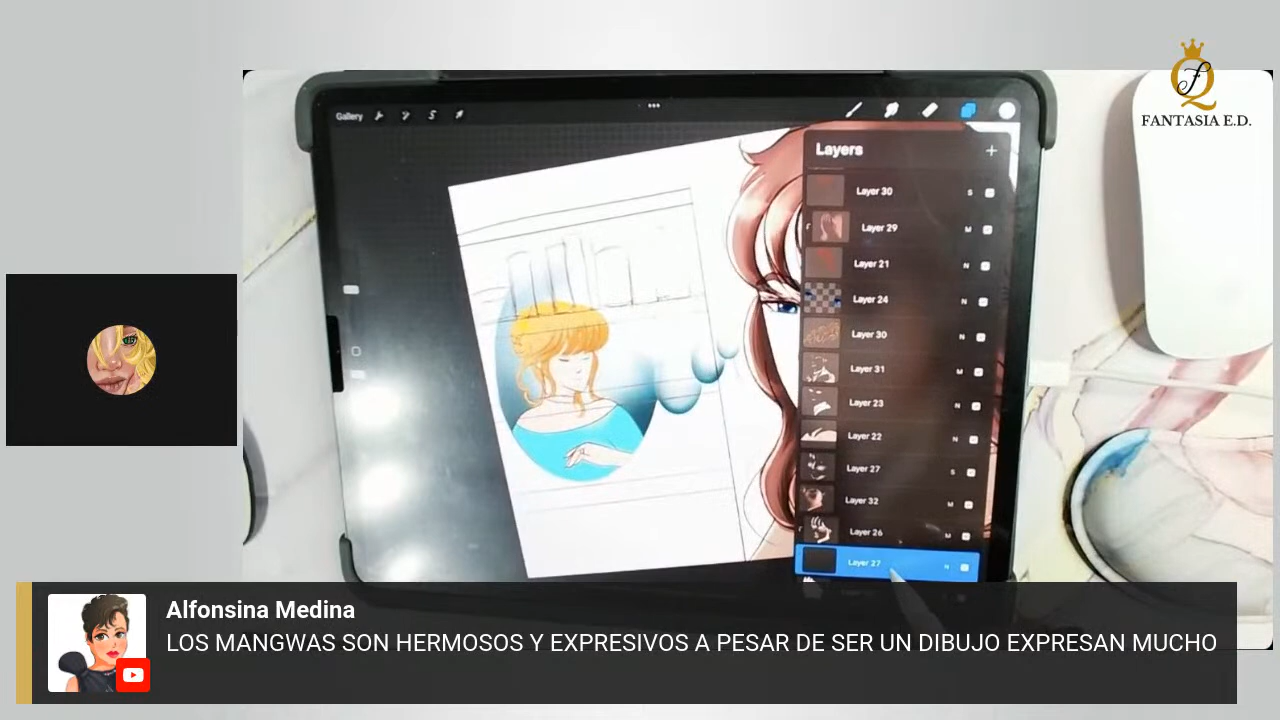 FANTASIA E.D.
Gallery
Layers
Layer 30 S
Layer 29 M
Layer 21 N
Layer 24 N
Layer 30 N
Layer 31 M
Layer 23 N
Layer 22 N
Layer 27 S
Layer 32 M
Layer 26 M
Layer 27 N
Alfonsina Medina
LOS MANGWAS SON HERMOSOS Y EXPRESIVOS A PESAR DE SER UN DIBUJO EXPRESAN MUCHO